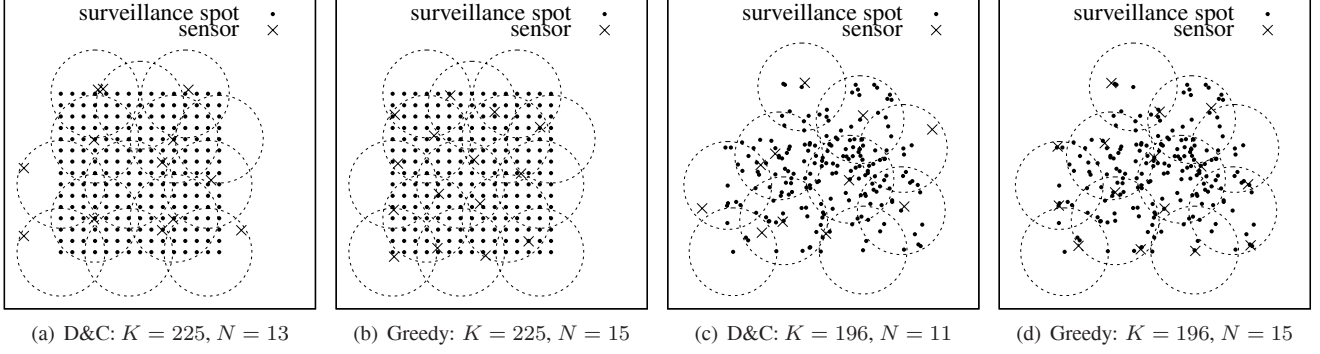 surveillance spot
sensor
surveillance spot
sensor
surveillance spot
sensor
surveillance spot
sensor
(a) D&C: K = 225, N = 13
(b) Greedy: K = 225, N = 15
(c) D&C: K = 196, N = 11
(d) Greedy: K = 196, N = 15